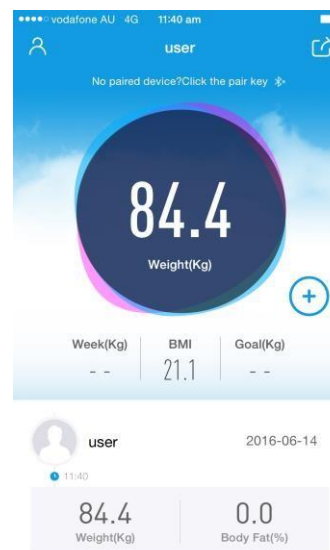 vodafone AU 4G 11:40 am
user
No paired device?Click the pair key
84.4
Weight(Kg)
+
Week(Kg) BMI Goal(Kg)
- - 21.1 - -
user 2016-06-14
11:40
84.4 0.0
Weight(Kg) Body Fat(%)